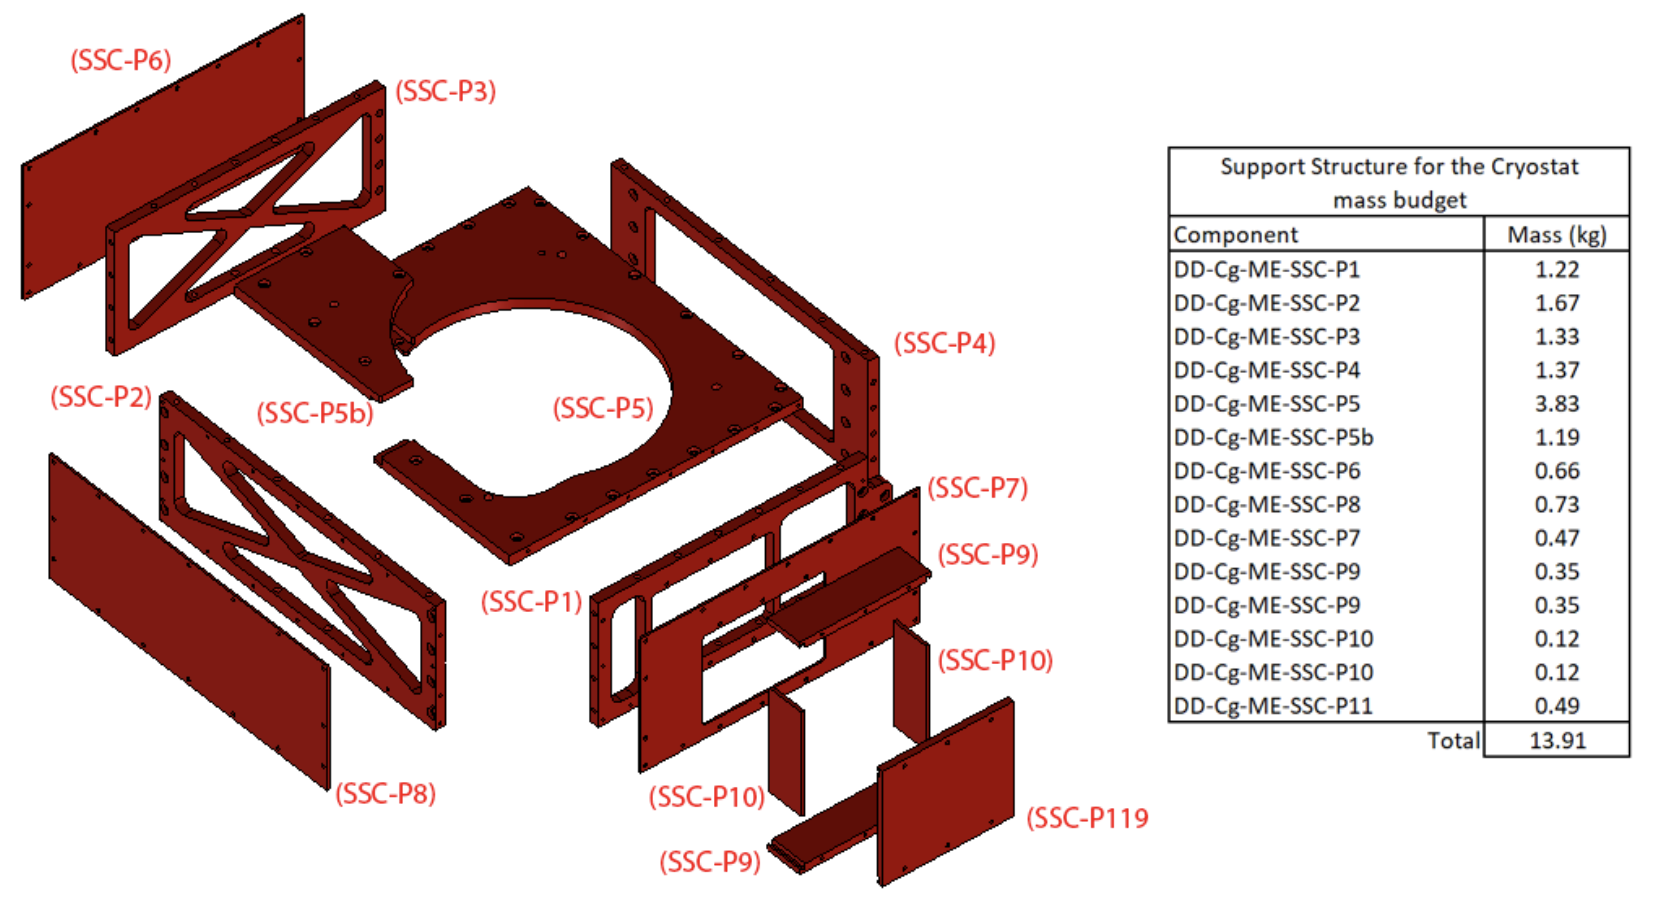 (SSC-P6)
(SSC-P3)
(SSC-P4)
(SSC-P2)
(SSC-P5b)
(SSC-P5)
(SSC-P7)
(SSC-P9)
(SSC-P1)
(SSC-P10)
(SSC-P8)
(SSC-P10)
(SSC-P119
(SSC-P9)
Support Structure for the Cryostat
mass budget
Component Mass (kg)
DD-Cg-ME-SSC-P1 1.22
DD-Cg-ME-SSC-P2 1.67
DD-Cg-ME-SSC-P3 1.33
DD-Cg-ME-SSC-P4 1.37
DD-Cg-ME-SSC-P5 3.83
DD-Cg-ME-SSC-P5b 1.19
DD-Cg-ME-SSC-P6 0.66
DD-Cg-ME-SSC-P8 0.73
DD-Cg-ME-SSC-P7 0.47
DD-Cg-ME-SSC-P9 0.35
DD-Cg-ME-SSC-P9 0.35
DD-Cg-ME-SSC-P10 0.12
DD-Cg-ME-SSC-P10 0.12
DD-Cg-ME-SSC-P11 0.49
Total 13.91